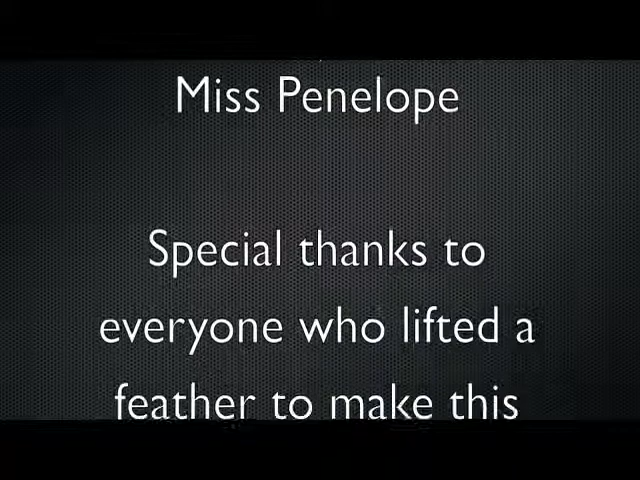 Miss Penelope
Special thanks to
everyone who lifted a
feather to make this